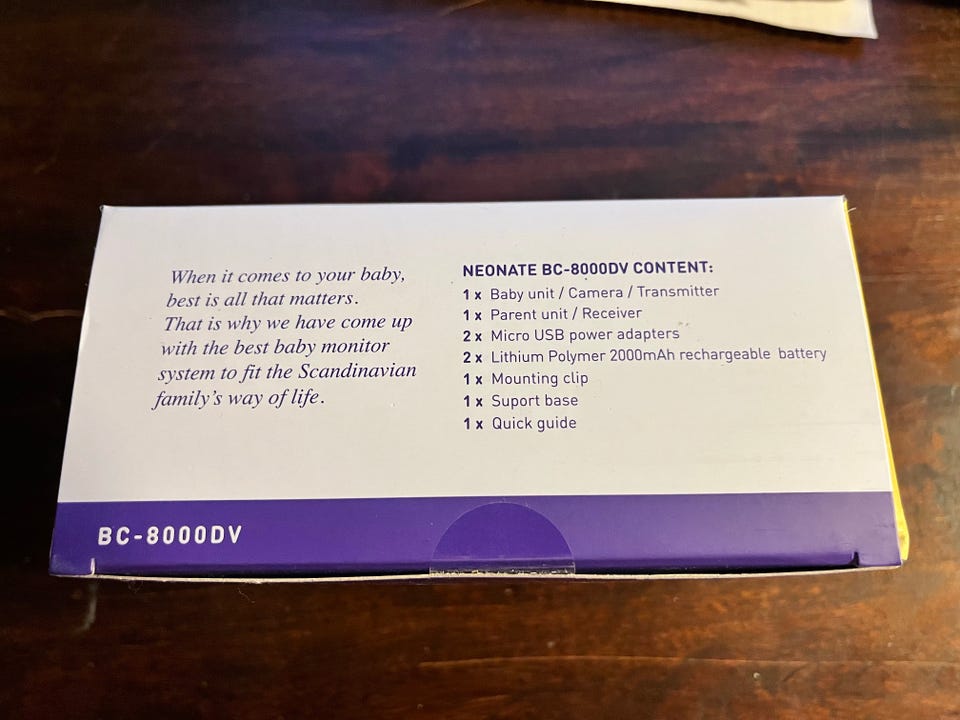 When it comes to your baby,
best is all that matters.
That is why we have come up
with the best baby monitor
system to fit the Scandinavian
family's way of life.
NEONATE BC-8000DV CONTENT:
1 x Baby unit / Camera / Transmitter
1 x Parent unit / Receiver
2 x Micro USB power adapters
2 x Lithium Polymer 2000mAh rechargeable battery
1 x Mounting clip
1 x Suport base
1 x Quick guide
BC-8000DV